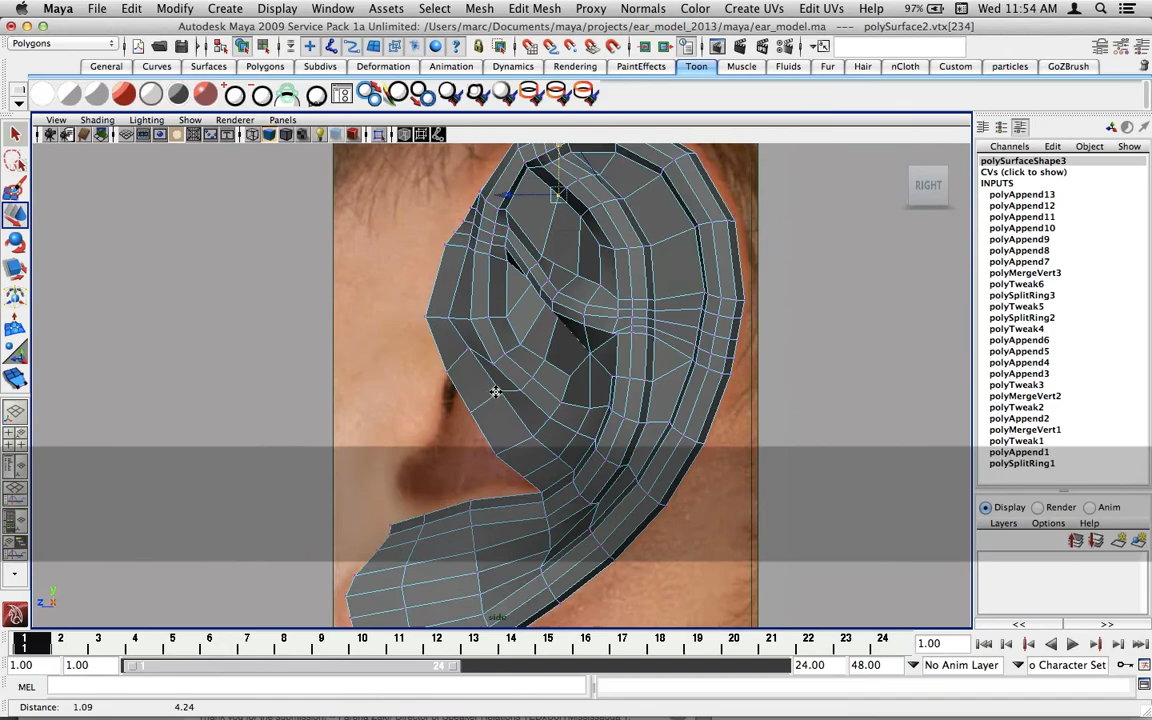 Maya File Edit Modify Create Display Window Assets Select Mesh Edit Mesh Proxy Normals Color Create UVs Edit UVs Help 97% Wed 11:54 AM
Autodesk Maya 2009 Service Pack 1a Unlimited: /Users/marc/Documents/maya/projects/ear_model_2013/maya/ear_model.ma --- polySurface2.vtx[234]
Polygons
General Curves Surfaces Polygons Subdivs Deformation Animation Dynamics Rendering PaintEffects Toon Muscle Fluids Fur Hair nCloth Custom particles GoZBrush
View Shading Lighting Show Renderer Panels
RIGHT
side
y
z x
Channels Edit Object Show
polySurfaceShape3
CVs (click to show)
INPUTS
polyAppend13
polyAppend12
polyAppend11
polyAppend10
polyAppend9
polyAppend8
polyAppend7
polyMergeVert3
polyTweak6
polySplitRing3
polyTweak5
polySplitRing2
polyTweak4
polyAppend6
polyAppend5
polyAppend4
polyAppend3
polyTweak3
polyMergeVert2
polyTweak2
polyAppend2
polyMergeVert1
polyTweak1
polyAppend1
polySplitRing1
Display Render Anim
Layers Options Help
<< >>
1 2 3 4 5 6 7 8 9 10 11 12 13 14 15 16 17 18 19 20 21 22 23 24 1.00
1
1.00 1.00 1 24 24.00 48.00 No Anim Layer o Character Set
MEL
Distance: 1.09 4.24